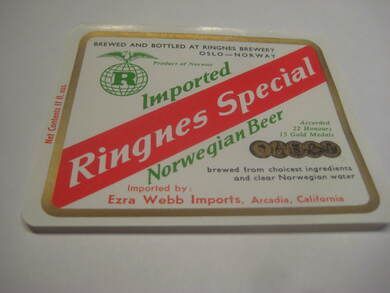 BREWED AND BOTTLED AT RINGNES BREWERY
OSLO—NORWAY
Product of Norway
R
Imported
Ringnes Special
Norwegian Beer
Accorded
22 Honours
15 Gold Medals
brewed from choicest ingredients
and clear Norwegian water
Imported by:
Ezra Webb Imports, Arcadia, California
Net Contents 11 fl. ozs.